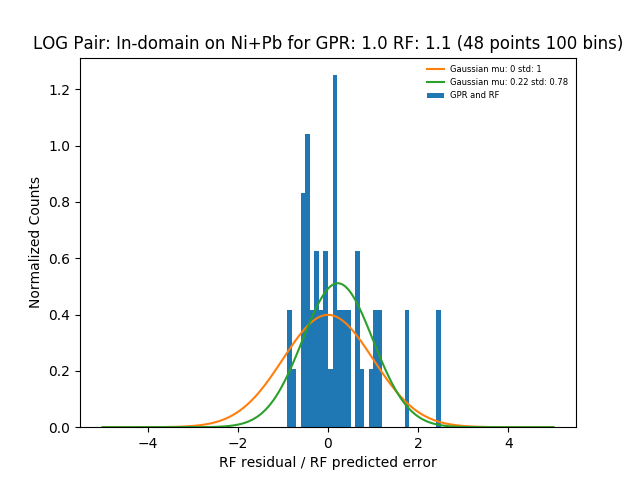 LOG Pair: In-domain on Ni+Pb for GPR: 1.0 RF: 1.1 (48 points 100 bins)
Gaussian mu: 0 std: 1
Gaussian mu: 0.22 std: 0.78
GPR and RF
Normalized Counts
1.2
1.0
0.8
0.6
0.4
0.2
0.0
−4 −2 0 2 4
RF residual / RF predicted error